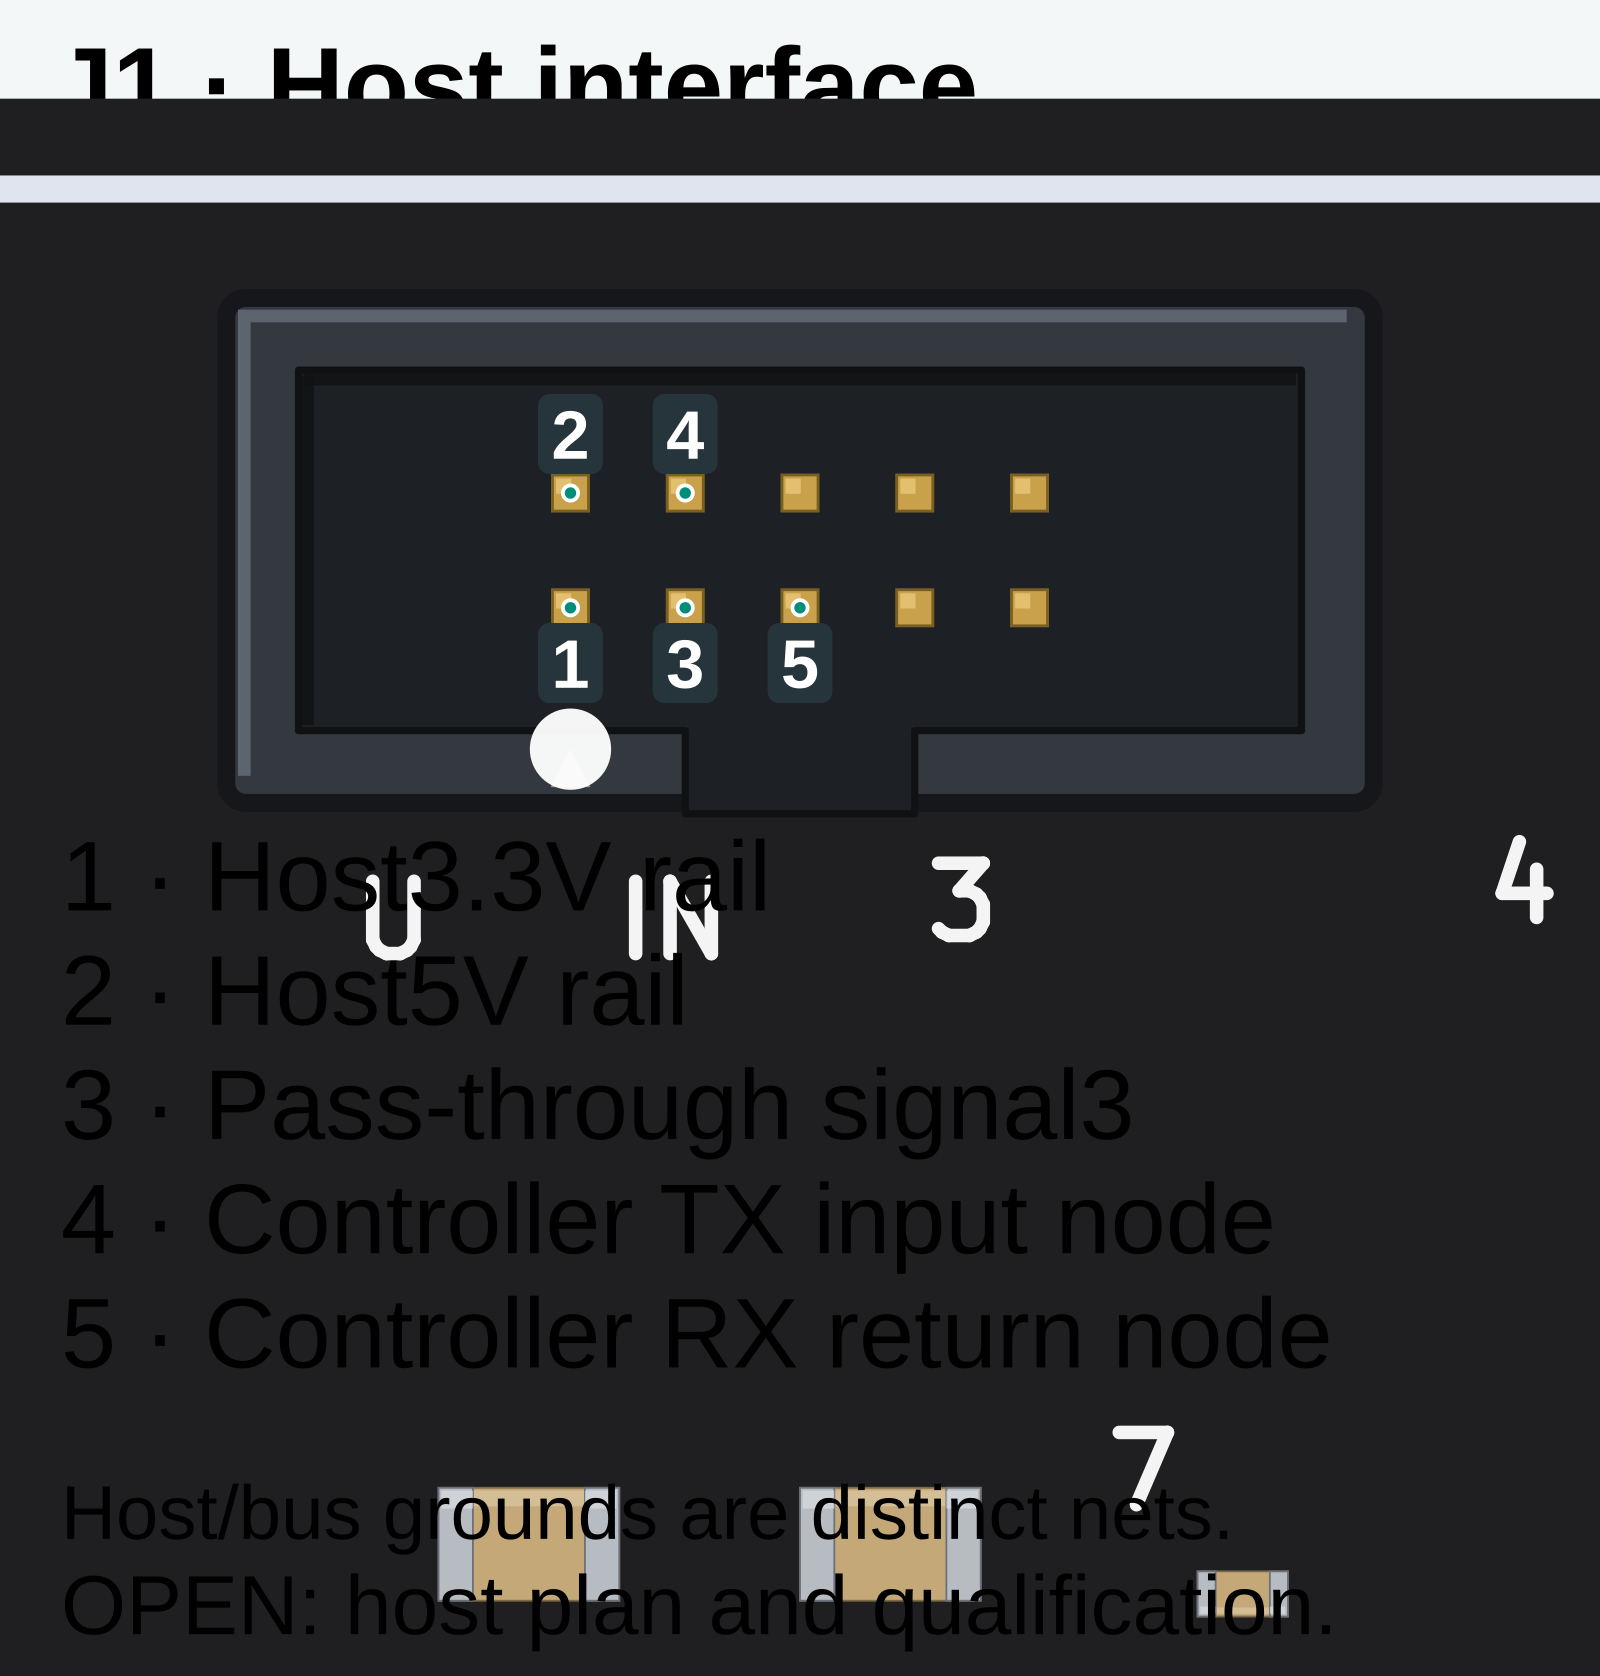 J1 · Host interface
2 4
1 3 5
1 · Host3.3V rail
U IN 3 4
2 · Host5V rail
3 · Pass-through signal3
4 · Controller TX input node
5 · Controller RX return node
7
Host/bus grounds are distinct nets.
OPEN: host plan and qualification.